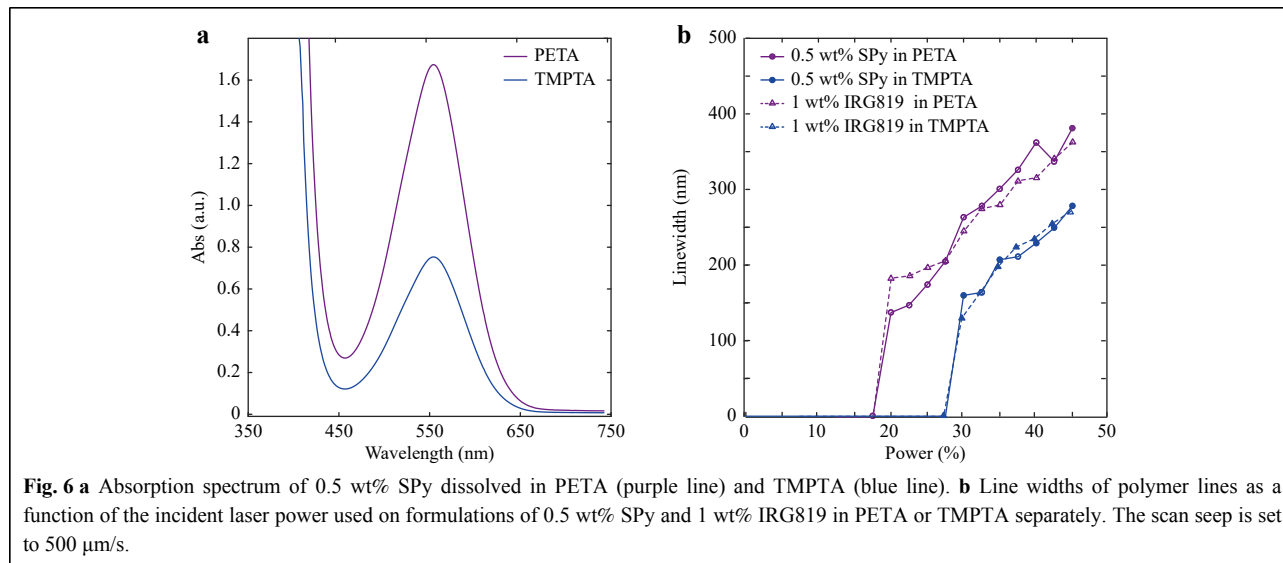 a
PETA
TMPTA
1.6
1.4
1.2
1.0
0.8
0.6
0.4
0.2
0
Abs (a.u.)
350 450 550 650 750
Wavelength (nm)
b
0.5 wt% SPy in PETA
0.5 wt% SPy in TMPTA
1 wt% IRG819 in PETA
1 wt% IRG819 in TMPTA
500
400
300
200
100
0
Linewidth (nm)
0 10 20 30 40 50
Power (%)
Fig. 6 a Absorption spectrum of 0.5 wt% SPy dissolved in PETA (purple line) and TMPTA (blue line). b Line widths of polymer lines as a
function of the incident laser power used on formulations of 0.5 wt% SPy and 1 wt% IRG819 in PETA or TMPTA separately. The scan seep is set
to 500 μm/s.